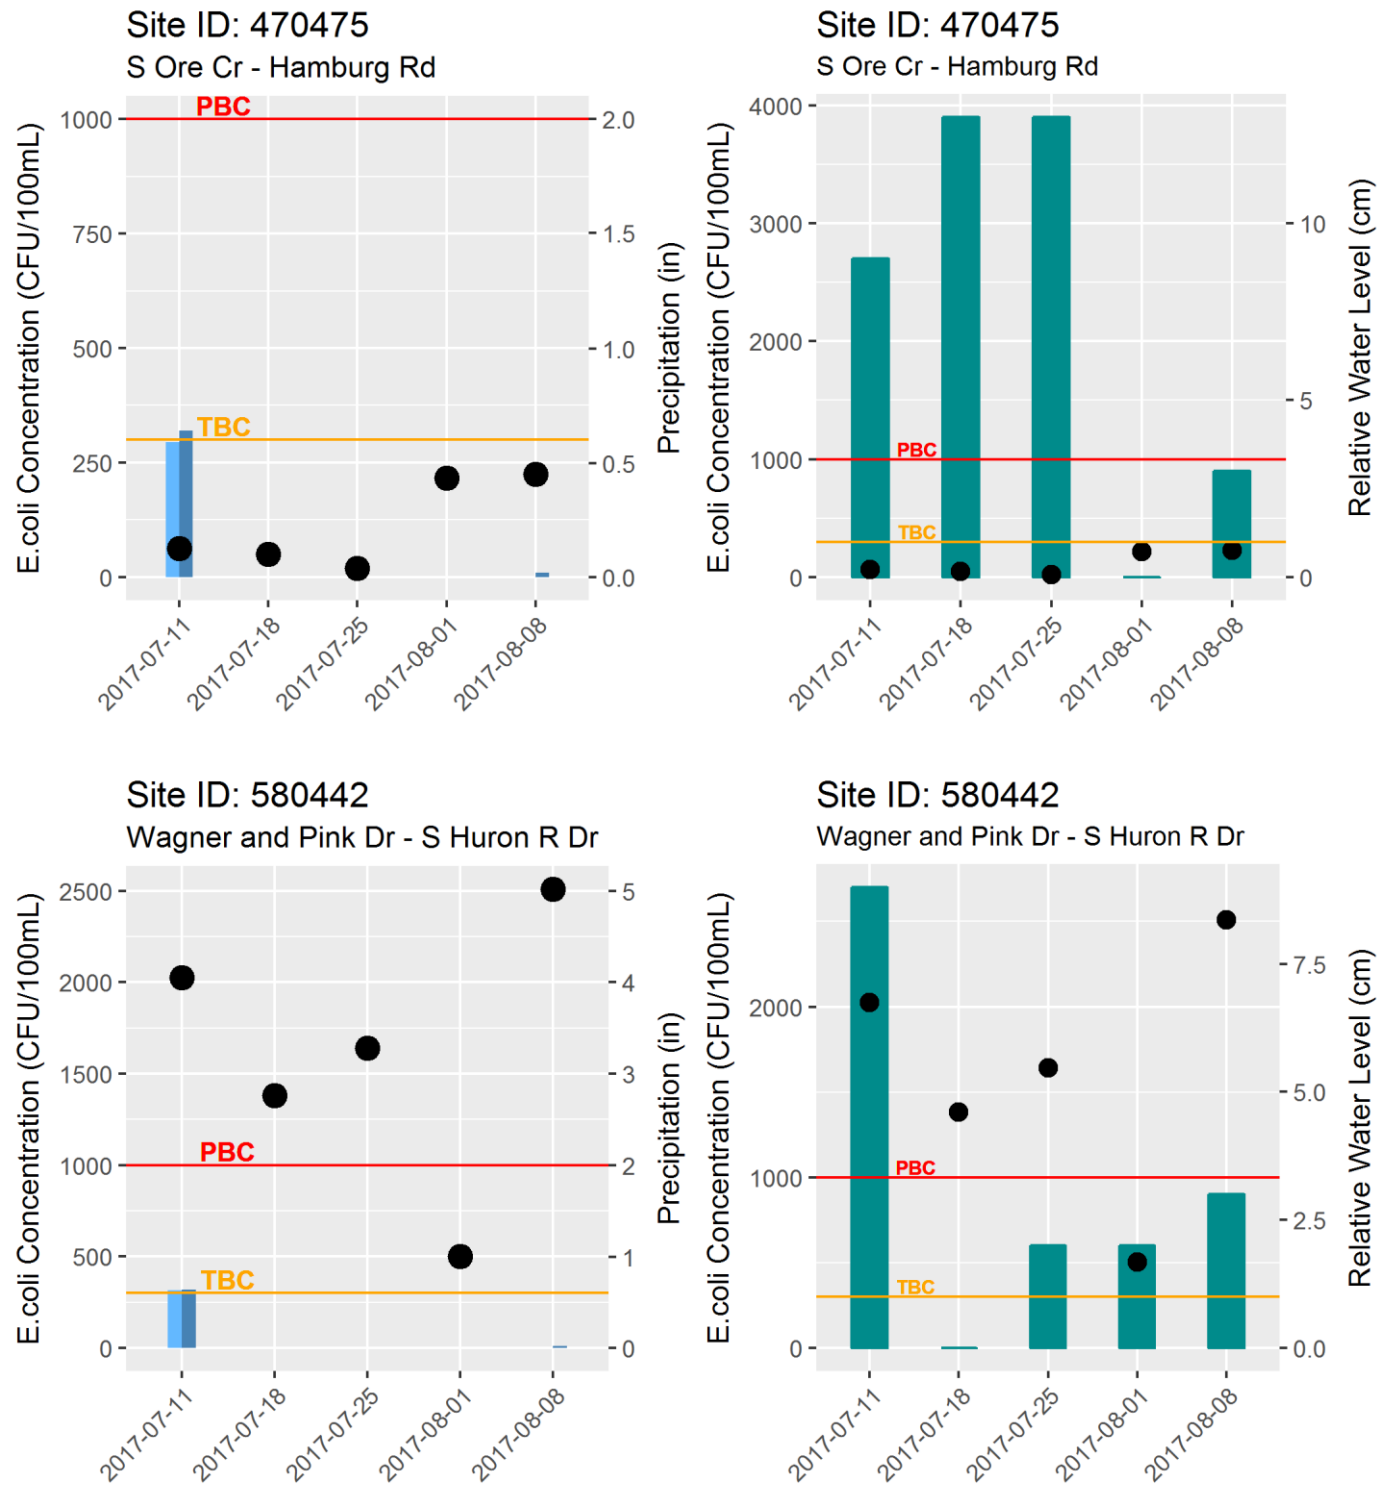 Site ID: 470475
S Ore Cr - Hamburg Rd
E.coli Concentration (CFU/100mL)
1000
750
500
250
0
PBC
TBC
2.0
1.5
1.0
0.5
0.0
Precipitation (in)
2017-07-11
2017-07-18
2017-07-25
2017-08-01
2017-08-08
Site ID: 470475
S Ore Cr - Hamburg Rd
E.coli Concentration (CFU/100mL)
4000
3000
2000
1000
0
PBC
TBC
10
5
0
Relative Water Level (cm)
2017-07-11
2017-07-18
2017-07-25
2017-08-01
2017-08-08
Site ID: 580442
Wagner and Pink Dr - S Huron R Dr
E.coli Concentration (CFU/100mL)
2500
2000
1500
1000
500
0
PBC
TBC
5
4
3
2
1
0
Precipitation (in)
2017-07-11
2017-07-18
2017-07-25
2017-08-01
2017-08-08
Site ID: 580442
Wagner and Pink Dr - S Huron R Dr
E.coli Concentration (CFU/100mL)
2000
1000
0
PBC
TBC
7.5
5.0
2.5
0.0
Relative Water Level (cm)
2017-07-11
2017-07-18
2017-07-25
2017-08-01
2017-08-08